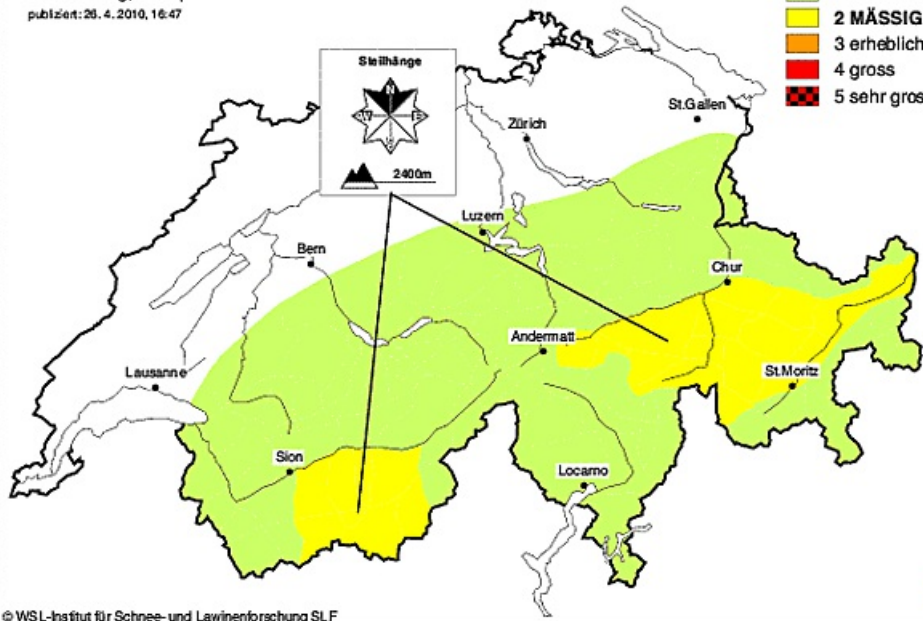 publiziert: 26. 4. 2010, 16:47
2 MÄSSIG
3 erheblich
4 gross
5 sehr gros
Steilhänge
N
W E
S
2400m
St.Gallen
Zürich
Luzern
Bern
Chur
Andermatt
St.Moritz
Lausanne
Sion
Locarno
© WSL-Institut für Schnee- und Lawinenforschung SLF